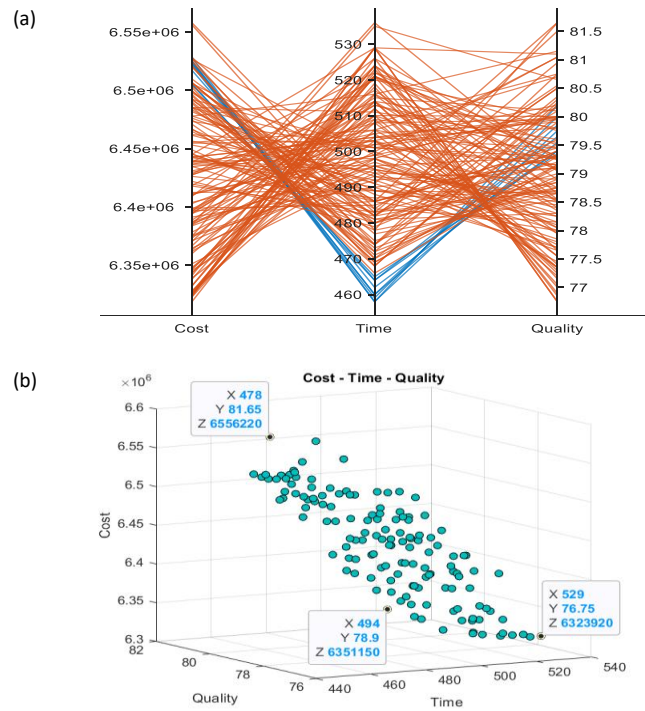 (a)
6.55e+06
6.5e+06
6.45e+06
6.4e+06
6.35e+06
530
520
510
500
490
480
470
460
81.5
81
80.5
80
79.5
79
78.5
78
77.5
77
Cost Time Quality
(b)
Cost - Time - Quality
×10⁶
6.6
6.55
6.5
6.45
6.4
6.35
6.3
Cost
X 478
Y 81.65
Z 6556220
X 494
Y 78.9
Z 6351150
X 529
Y 76.75
Z 6323920
82
80
78
76
Quality
440
460
480
500
520
540
Time